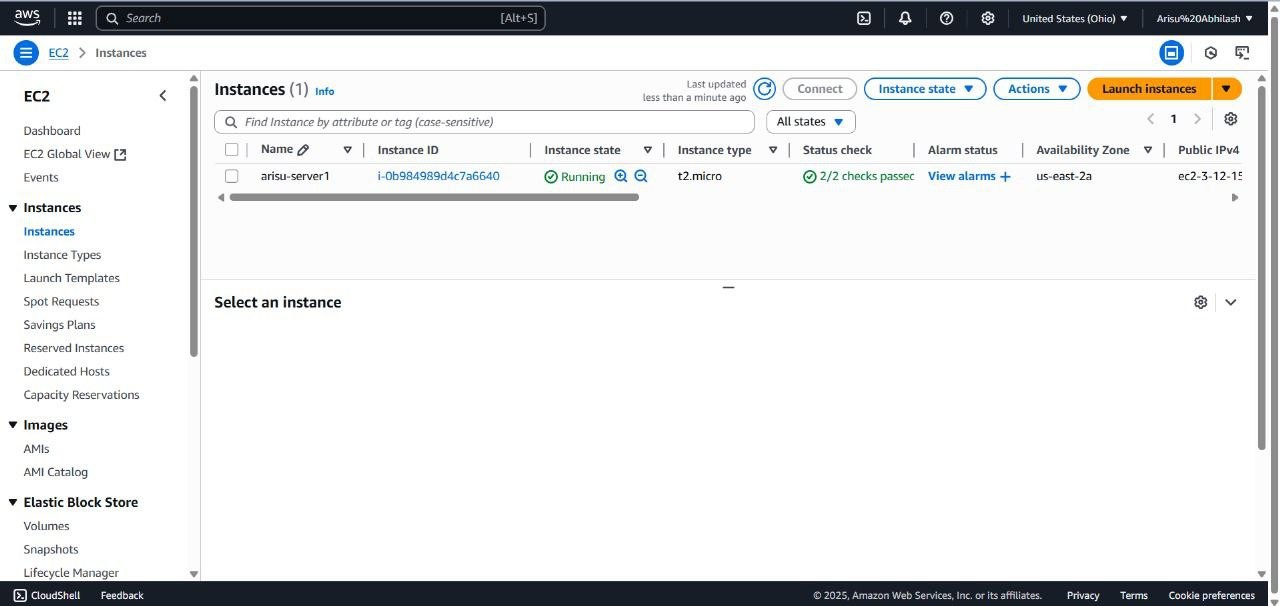 aws
Search [Alt+S]
United States (Ohio)
Arisu%20Abhilash
EC2 Instances
EC2
Dashboard
EC2 Global View
Events
Instances
Instances
Instance Types
Launch Templates
Spot Requests
Savings Plans
Reserved Instances
Dedicated Hosts
Capacity Reservations
Images
AMIs
AMI Catalog
Elastic Block Store
Volumes
Snapshots
Lifecycle Manager
Instances (1) Info
Last updated
less than a minute ago
Connect
Instance state
Actions
Launch instances
Find Instance by attribute or tag (case-sensitive)
All states
1
Name Instance ID Instance state Instance type Status check Alarm status Availability Zone Public IPv4
arisu-server1 i-0b984989d4c7a6640 Running t2.micro 2/2 checks passec View alarms + us-east-2a ec2-3-12-15
Select an instance
CloudShell Feedback
© 2025, Amazon Web Services, Inc. or its affiliates. Privacy Terms Cookie preferences